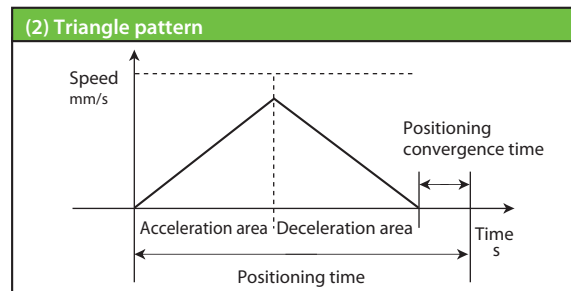 (2) Triangle pattern
Speed
mm/s
Positioning
convergence time
Acceleration area
Deceleration area
Time
s
Positioning time